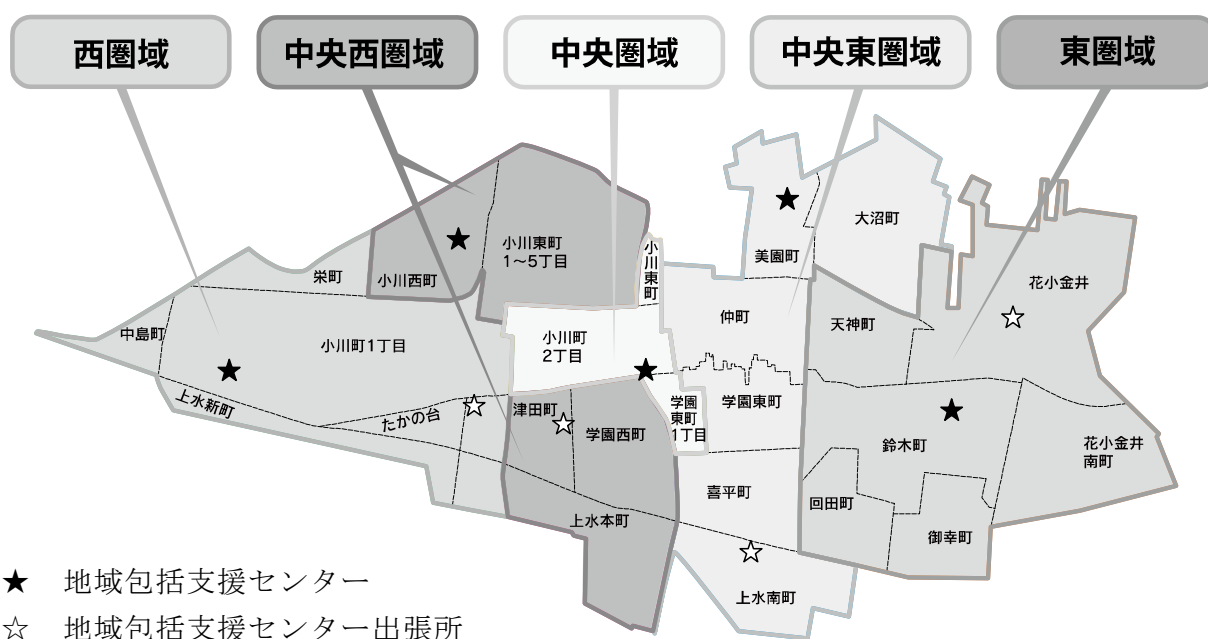 西圏域
中央西圏域
中央圏域
中央東圏域
東圏域
小川東町
1〜5丁目
小川西町
栄町
中島町
小川町1丁目
上水新町
たかの台
小川東町
小川町
2丁目
津田町
学園西町
上水本町
学園
東町
1丁目
美園町
大沼町
仲町
学園東町
喜平町
上水南町
天神町
花小金井
鈴木町
花小金井
南町
回田町
御幸町
★ 地域包括支援センター
☆ 地域包括支援センター出張所